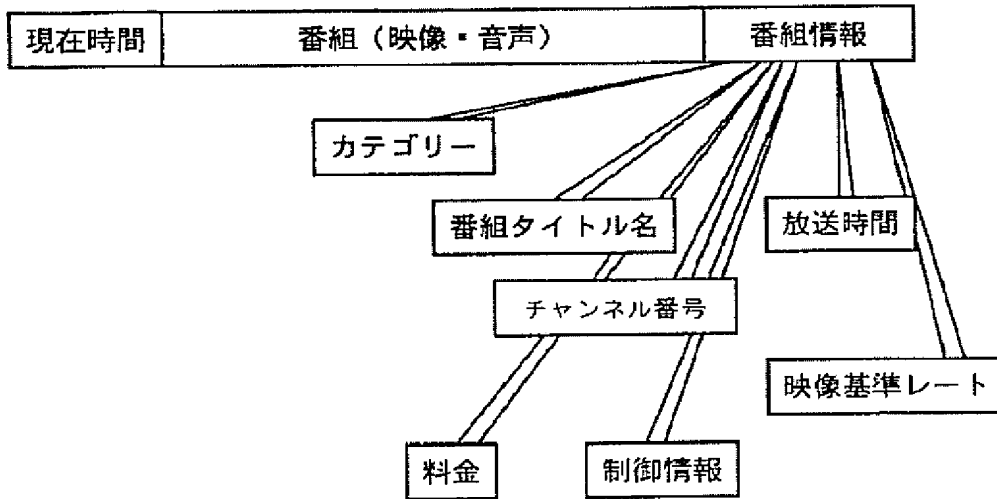 現在時間 番組（映像・音声） 番組情報
カテゴリー
番組タイトル名 放送時間
チャンネル番号
映像基準レート
料金 制御情報